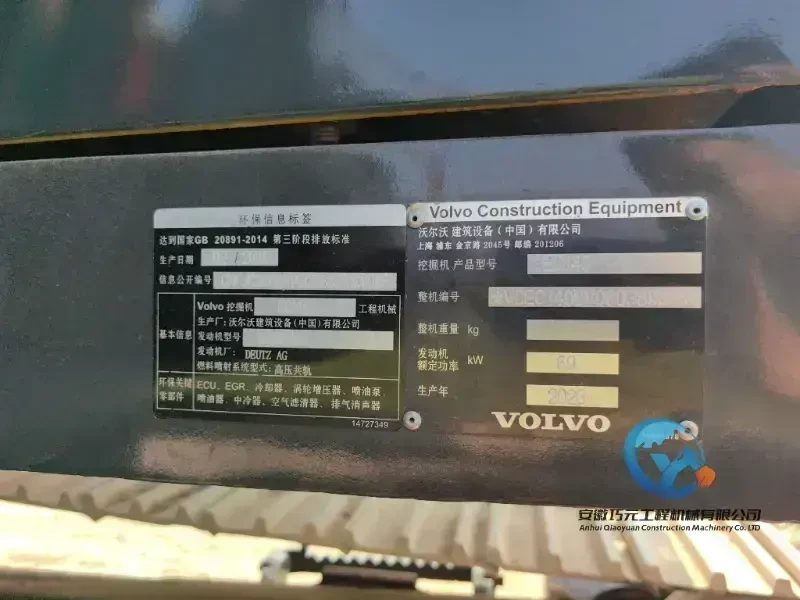 环保信息标签
达到国家GB 20891-2014 第三阶段排放标准
生产日期
信息公开编号
基本信息
Volvo 挖掘机 工程机械
生产厂: 沃尔沃建筑设备(中国)有限公司
发动机型号
发动机厂: DEUTZ AG
燃料喷射系统型式: 高压共轨
环保关键零部件
ECU、EGR、冷却器、涡轮增压器、喷油泵
喷油器、中冷器、空气滤清器、排气消声器
14727349
Volvo Construction Equipment
沃尔沃 建筑设备(中国)有限公司
上海 浦东 金京路 2045号 邮编 201206
挖掘机 产品型号
整机编号
整机重量 kg
发动机
额定功率 kW 69
生产年 2020
VOLVO
安徽巧元工程机械有限公司
Anhui Qiaoyuan Construction Machinery Co.LTD